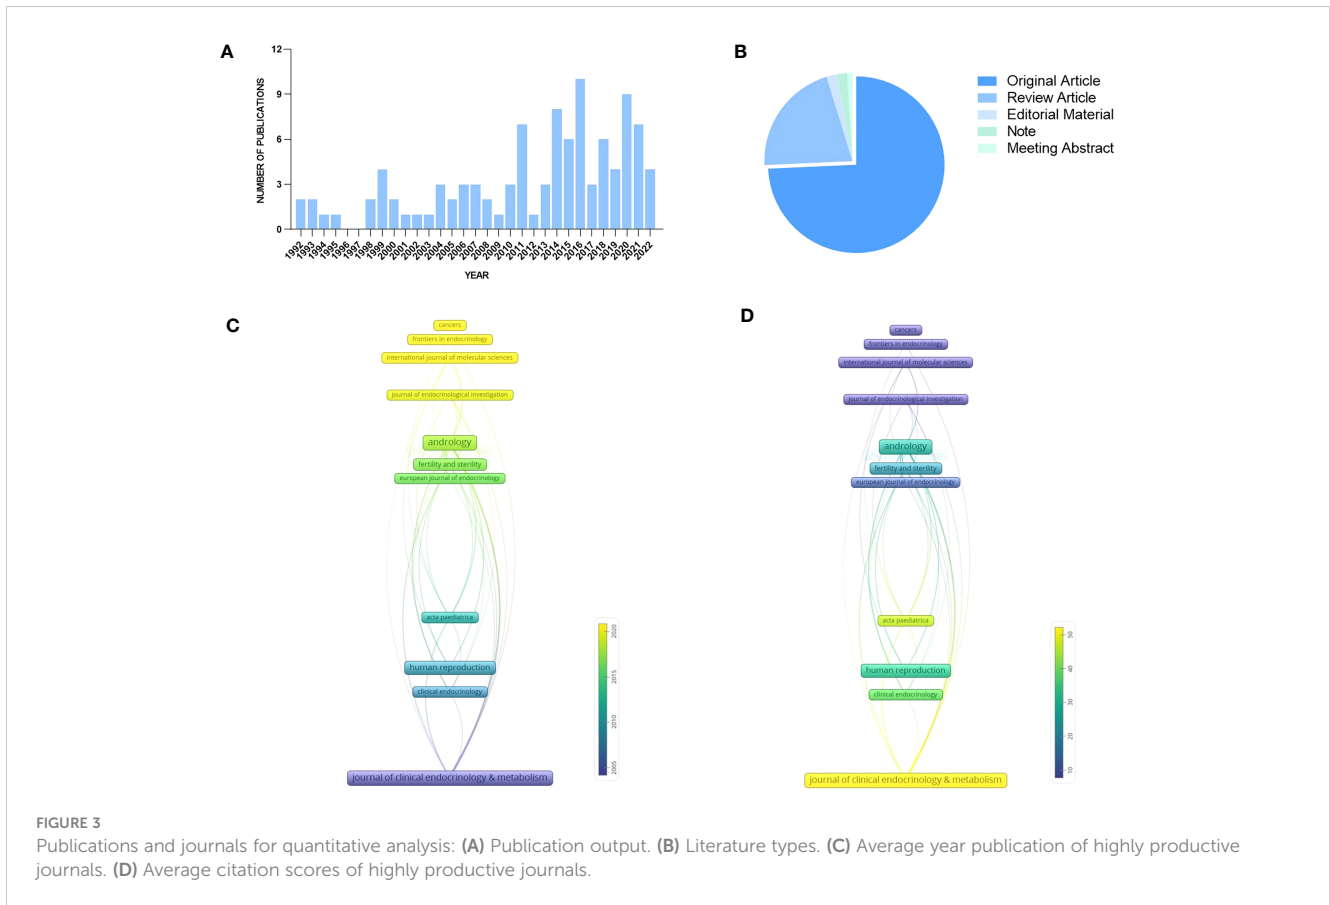 A
12
9
6
3
0
NUMBER OF PUBLICATIONS
1992
1993
1994
1995
1996
1997
1998
1999
2000
2001
2002
2003
2004
2005
2006
2007
2008
2009
2010
2011
2012
2013
2014
2015
2016
2017
2018
2019
2020
2021
2022
YEAR
B
Original Article
Review Article
Editorial Material
Note
Meeting Abstract
C
cancers
frontiers in endocrinology
international journal of molecular sciences
journal of endocrinological investigation
andrology
fertility and sterility
european journal of endocrinology
acta paediatrica
human reproduction
clinical endocrinology
journal of clinical endocrinology & metabolism
2020
2015
2010
2005
D
cancers
frontiers in endocrinology
international journal of molecular sciences
journal of endocrinological investigation
andrology
fertility and sterility
european journal of endocrinology
acta paediatrica
human reproduction
clinical endocrinology
journal of clinical endocrinology & metabolism
50
40
30
20
10
FIGURE 3
Publications and journals for quantitative analysis: (A) Publication output. (B) Literature types. (C) Average year publication of highly productive
journals. (D) Average citation scores of highly productive journals.